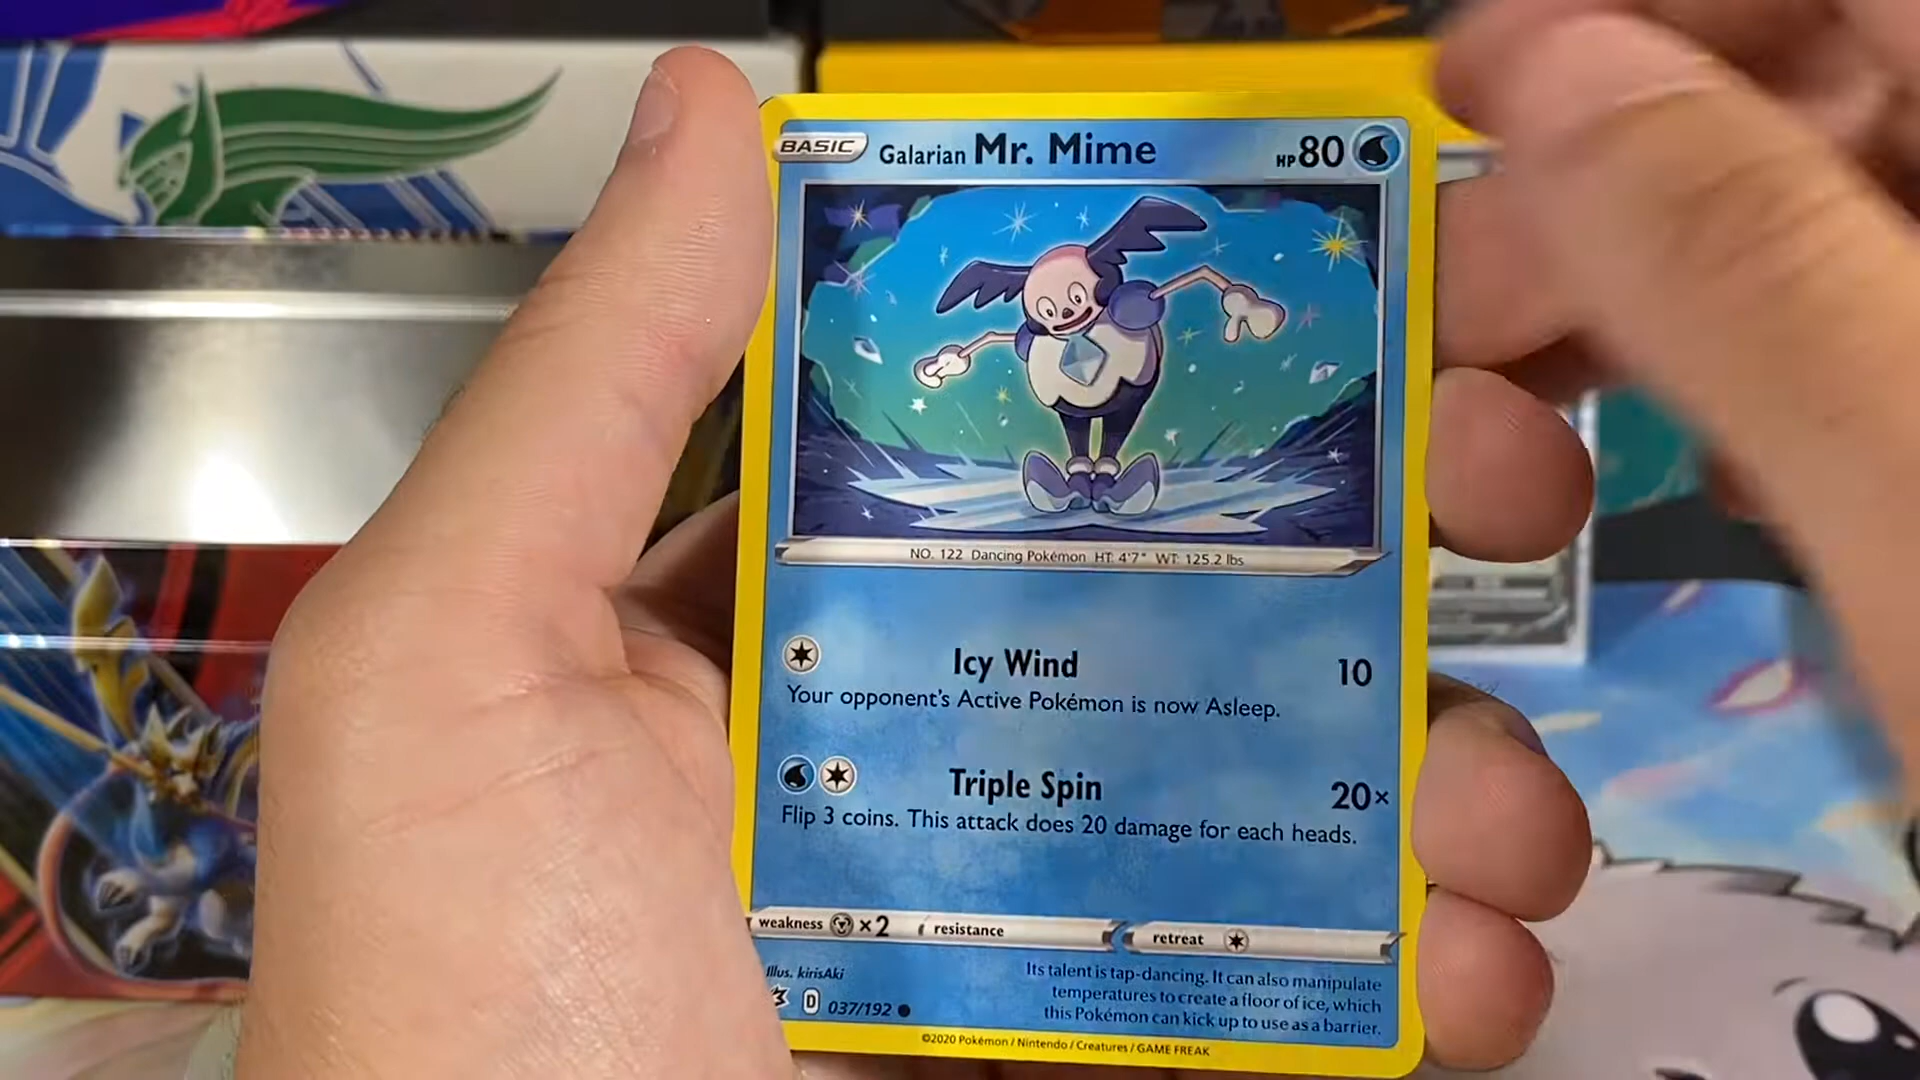 BASIC Galarian Mr. Mime HP 80
NO. 122 Dancing Pokémon HT: 4'7" WT: 125.2 lbs
Icy Wind 10
Your opponent's Active Pokémon is now Asleep.
Triple Spin 20×
Flip 3 coins. This attack does 20 damage for each heads.
weakness ×2 resistance retreat
Illus. kirisAki
D 037/192
Its talent is tap-dancing. It can also manipulate
temperatures to create a floor of ice, which
this Pokémon can kick up to use as a barrier.
©2020 Pokémon / Nintendo / Creatures / GAME FREAK